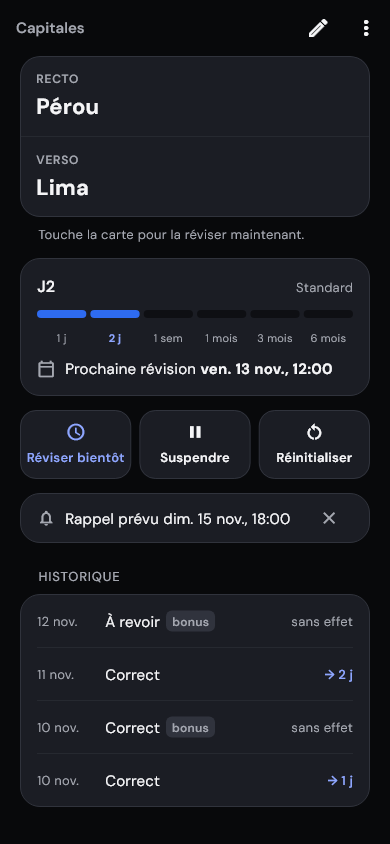 Capitales
RECTO
Pérou
VERSO
Lima
Touche la carte pour la réviser maintenant.
J2 Standard
1 j 2 j 1 sem 1 mois 3 mois 6 mois
Prochaine révision ven. 13 nov., 12:00
Réviser bientôt Suspendre Réinitialiser
Rappel prévu dim. 15 nov., 18:00
HISTORIQUE
12 nov. À revoir bonus sans effet
11 nov. Correct → 2 j
10 nov. Correct bonus sans effet
10 nov. Correct → 1 j